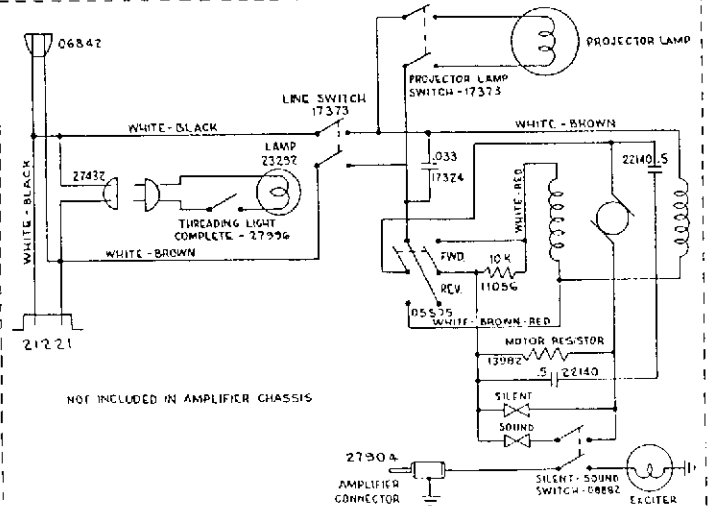 06842
PROJECTOR LAMP
PROJECTOR LAMP
SWITCH - 17373
LINE SWITCH
17373
WHITE - BLACK
WHITE - BROWN
LAMP
23292
.033
17324
22140 .5
27432
WHITE - BLACK
WHITE - RED
THREADING LIGHT
COMPLETE - 27996
WHITE - BROWN
FWD.
10 K
11056
REV.
05575
WHITE - BROWN - RED
21221
MOTOR RESISTOR
13982
.5 22140
NOT INCLUDED IN AMPLIFIER CHASSIS
SILENT
SOUND
27904
AMPLIFIER
CONNECTOR
SILENT - SOUND
SWITCH - 08882
EXCITER